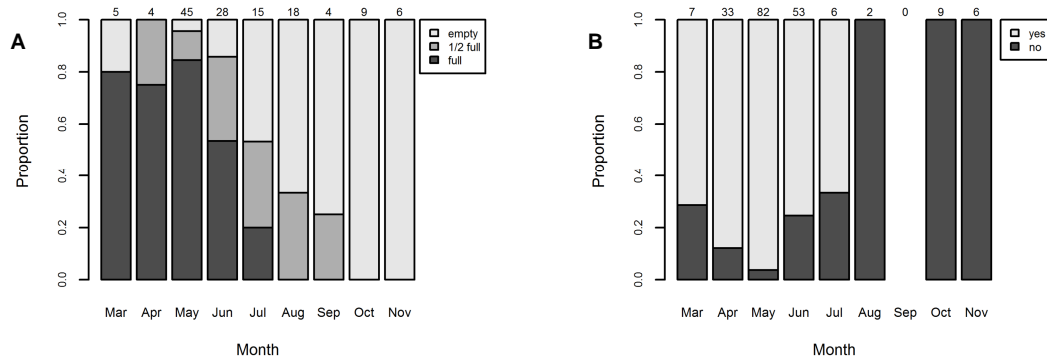 A
5 4 45 28 15 18 4 9 6
empty
1/2 full
full
Proportion
1.0
0.8
0.6
0.4
0.2
0.0
Mar Apr May Jun Jul Aug Sep Oct Nov
Month
B
7 33 82 53 6 2 0 9 6
yes
no
Proportion
1.0
0.8
0.6
0.4
0.2
0.0
Mar Apr May Jun Jul Aug Sep Oct Nov
Month